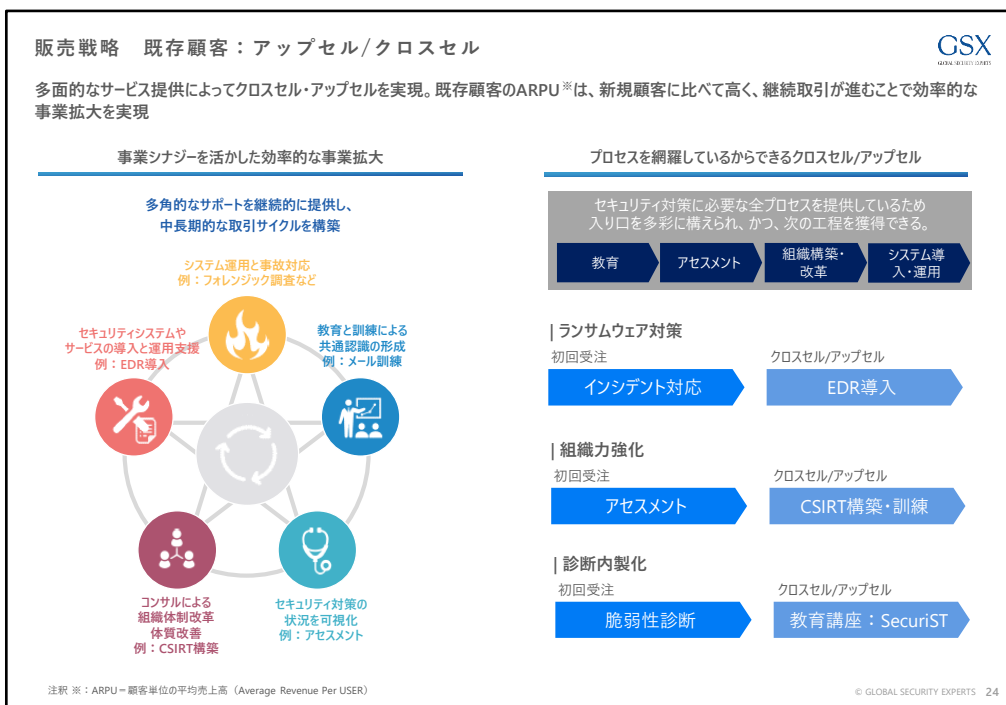 販売戦略　既存顧客：アップセル/クロスセル
GSX
GLOBAL SECURITY EXPERTS
多面的なサービス提供によってクロスセル・アップセルを実現。既存顧客のARPU※は、新規顧客に比べて高く、継続取引が進むことで効率的な
事業拡大を実現
事業シナジーを活かした効率的な事業拡大
多角的なサポートを継続的に提供し、
中長期的な取引サイクルを構築
システム運用と事故対応
例：フォレンジック調査など
セキュリティシステムや
サービスの導入と運用支援
例：EDR導入
教育と訓練による
共通認識の形成
例：メール訓練
コンサルによる
組織体制改革
体質改善
例：CSIRT構築
セキュリティ対策の
状況を可視化
例：アセスメント
プロセスを網羅しているからできるクロスセル/アップセル
セキュリティ対策に必要な全プロセスを提供しているため
入り口を多彩に構えられ、かつ、次の工程を獲得できる。
教育
アセスメント
組織構築・
改革
システム導
入・運用
|ランサムウェア対策
初回受注
クロスセル/アップセル
インシデント対応
EDR導入
|組織力強化
初回受注
クロスセル/アップセル
アセスメント
CSIRT構築・訓練
|診断内製化
初回受注
クロスセル/アップセル
脆弱性診断
教育講座：SecuriST
注釈 ※：ARPU＝顧客単位の平均売上高（Average Revenue Per USER）
© GLOBAL SECURITY EXPERTS 24